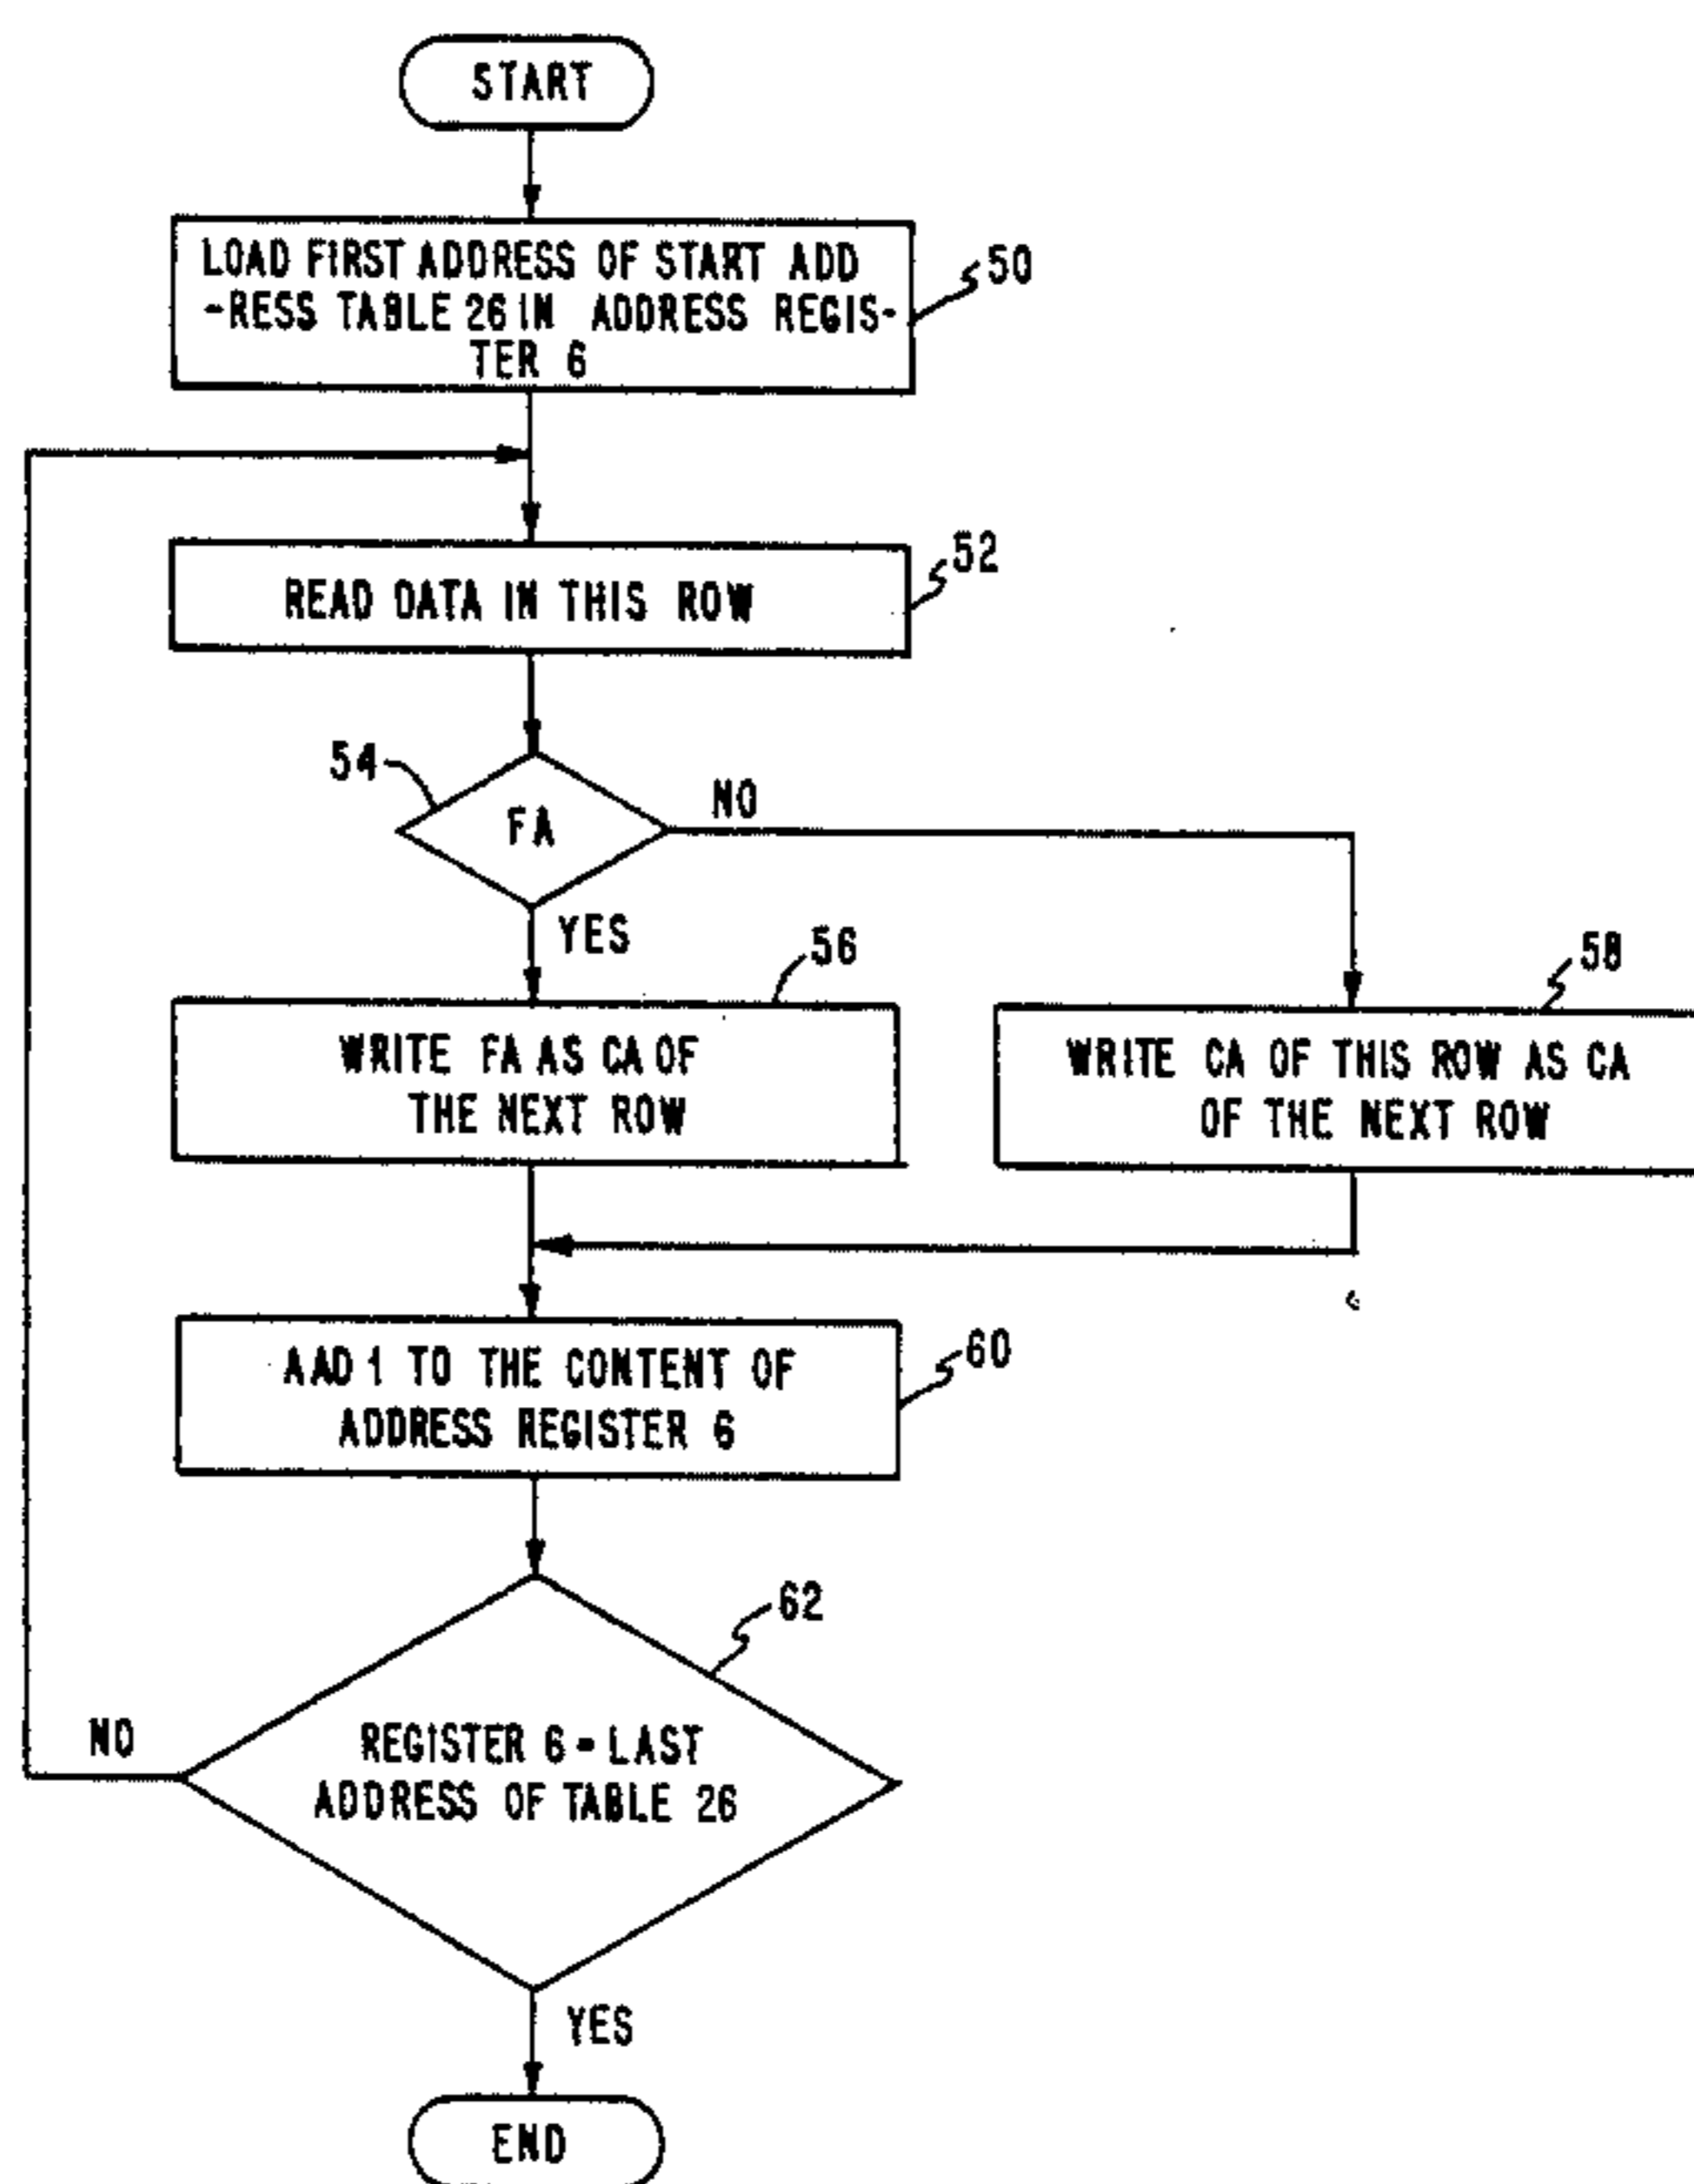 START
LOAD FIRST ADDRESS OF START ADD
-RESS TABLE 26 IN ADDRESS REGIS-
TER 6
50
READ DATA IN THIS ROW
52
54
FA
NO
YES
56
58
WRITE FA AS CA OF
THE NEXT ROW
WRITE CA OF THIS ROW AS CA
OF THE NEXT ROW
AAD 1 TO THE CONTENT OF
ADDRESS REGISTER 6
60
62
NO
REGISTER 6 = LAST
ADDRESS OF TABLE 26
YES
END